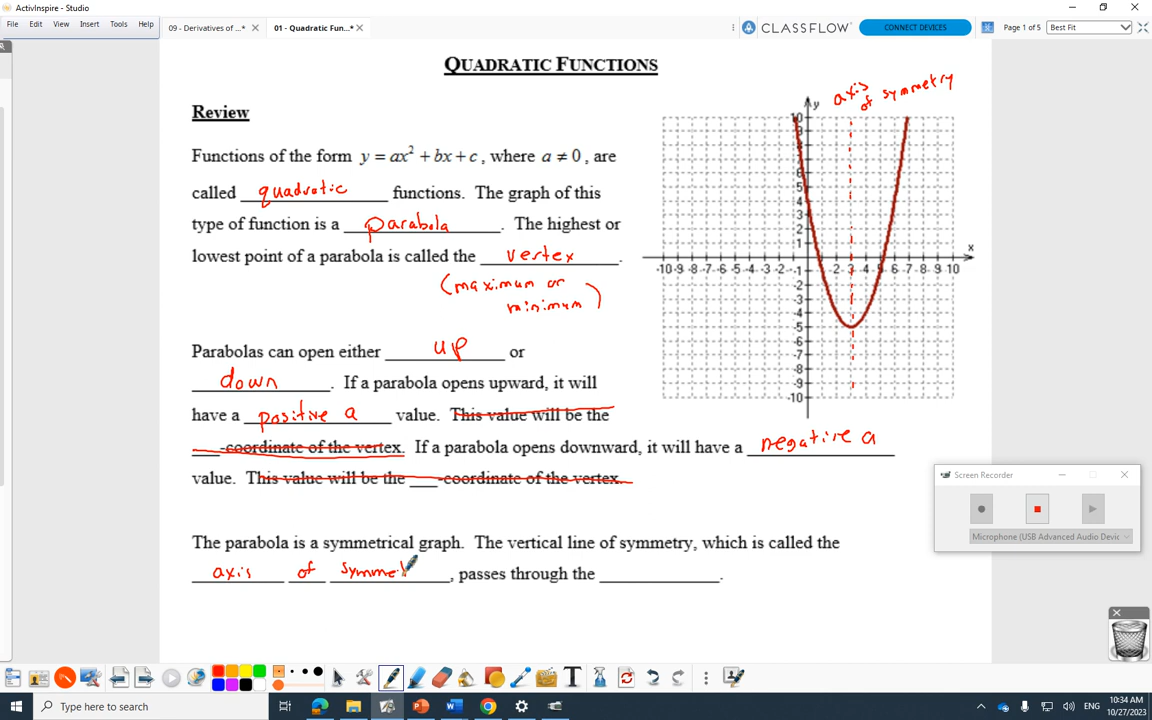 ActivInspire - Studio
File Edit View Insert Tools Help
09 - Derivatives of ...*
01 - Quadratic Fun...*
CLASSFLOW
CONNECT DEVICES
Page 1 of 5
Best Fit
QUADRATIC FUNCTIONS
Review
Functions of the form y = ax² + bx + c, where a ≠ 0, are
called quadratic functions. The graph of this
type of function is a parabola. The highest or
lowest point of a parabola is called the vertex.
(maximum or
minimum)
Parabolas can open either up or
down. If a parabola opens upward, it will
have a positive a value. This value will be the
___-coordinate of the vertex. If a parabola opens downward, it will have a negative a
value. This value will be the ___-coordinate of the vertex.
The parabola is a symmetrical graph. The vertical line of symmetry, which is called the
axis of symmet, passes through the ___.
axis
of symmetry
y
x
10
5
4
3
2
1
-10 -9 -8 -7 -6 -5 -4 -3 -2 -1 1 2 3 4 5 6 7 8 9 10
-2
-3
-4
-5
-6
-7
-8
-9
-10
Screen Recorder
Microphone (USB Advanced Audio Devic
Type here to search
ENG
10:34 AM
10/27/2023